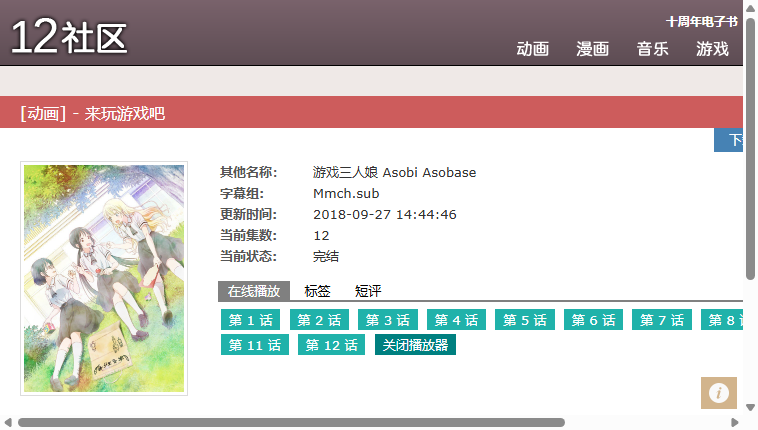 12社区
十周年电子书
动画 漫画 音乐 游戏
[动画] - 来玩游戏吧
下
其他名称: 游戏三人娘 Asobi Asobase
字幕组: Mmch.sub
更新时间: 2018-09-27 14:44:46
当前集数: 12
当前状态: 完结
在线播放 标签 短评
第 1 话 第 2 话 第 3 话 第 4 话 第 5 话 第 6 话 第 7 话 第 8 话
第 11 话 第 12 话 关闭播放器